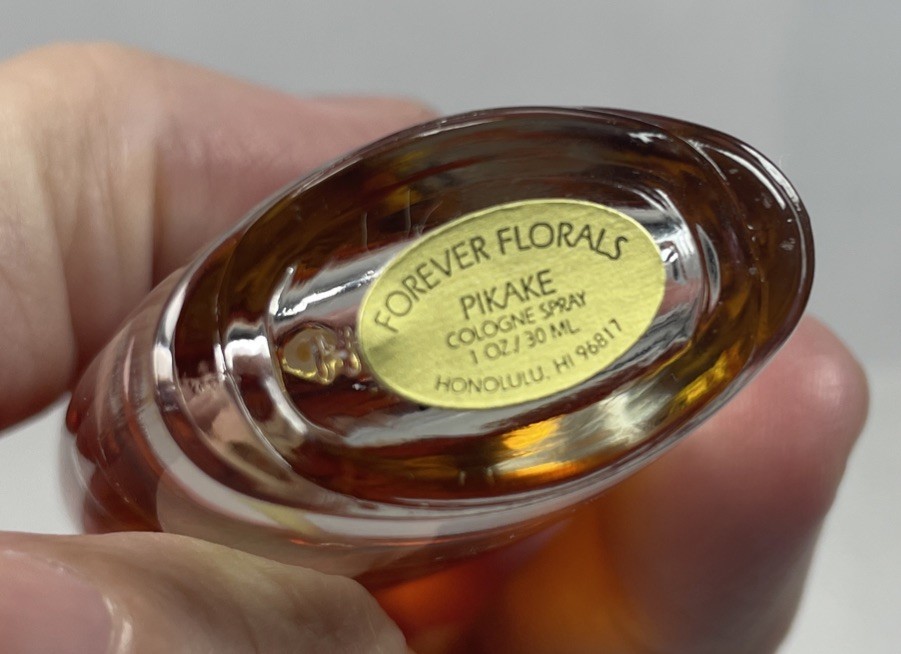 FOREVER FLORALS
PIKAKE
COLOGNE SPRAY
1 OZ / 30 ML
HONOLULU, HI 96817